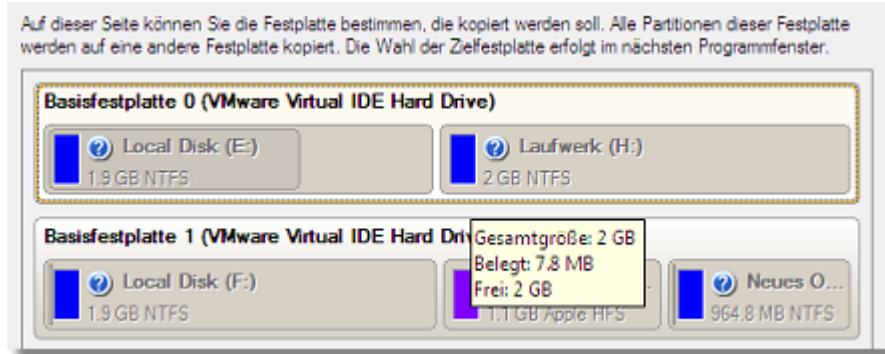 Auf dieser Seite können Sie die Festplatte bestimmen, die kopiert werden soll. Alle Partitionen dieser Festplatte
werden auf eine andere Festplatte kopiert. Die Wahl der Zielfestplatte erfolgt im nächsten Programmfenster.
Basisfestplatte 0 (VMware Virtual IDE Hard Drive)
Local Disk (E:)
1.9 GB NTFS
Laufwerk (H:)
2 GB NTFS
Basisfestplatte 1 (VMware Virtual IDE Hard
Gesamtgröße: 2 GB
Belegt: 7.8 MB
Frei: 2 GB
Local Disk (F:)
1.9 GB NTFS
1.1 GB Apple HFS
Neues O...
964.8 MB NTFS